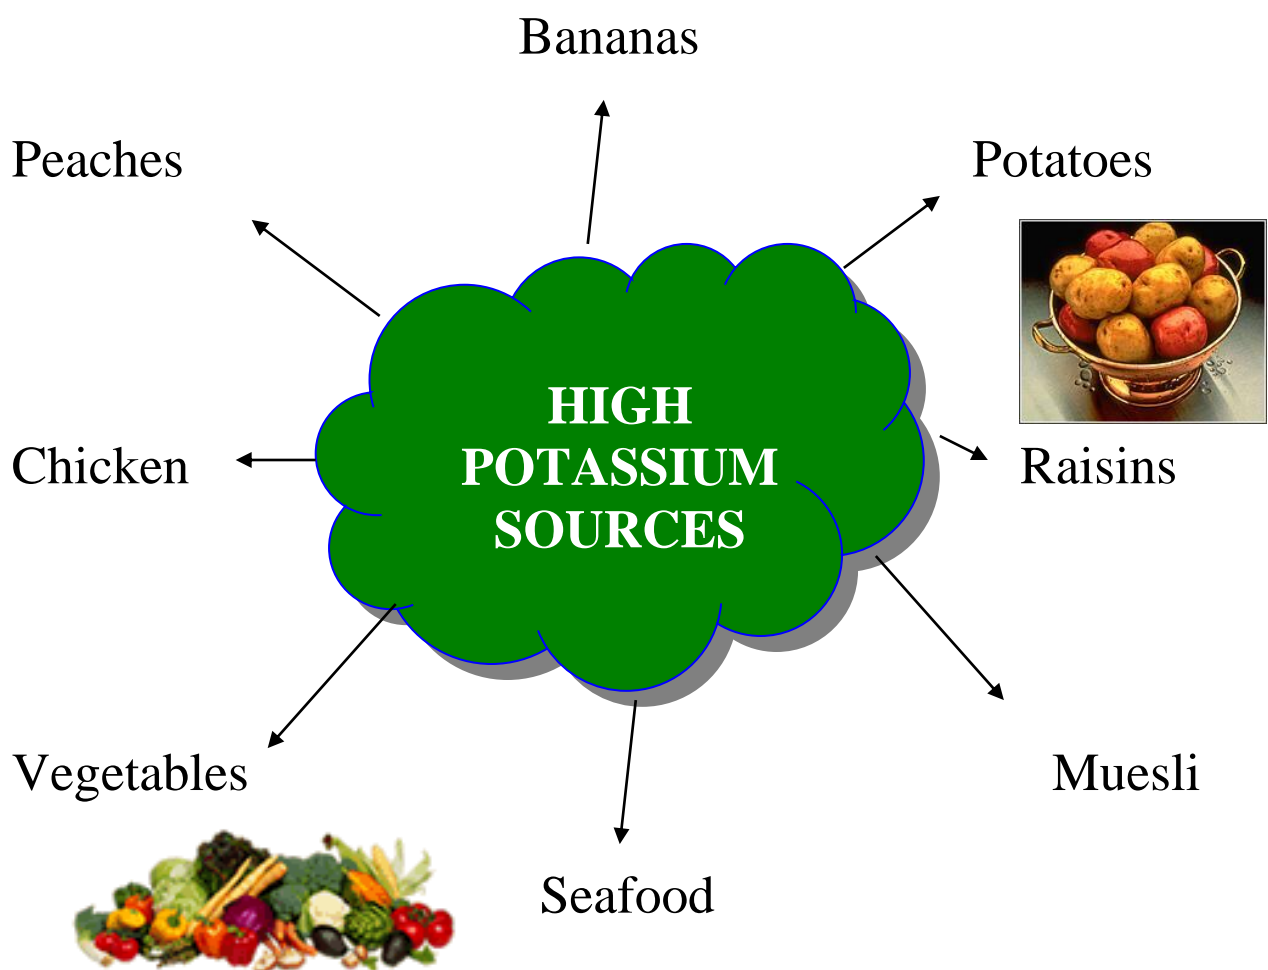 Bananas
Peaches
Potatoes
HIGH
POTASSIUM
SOURCES
Chicken
Raisins
Vegetables
Muesli
Seafood